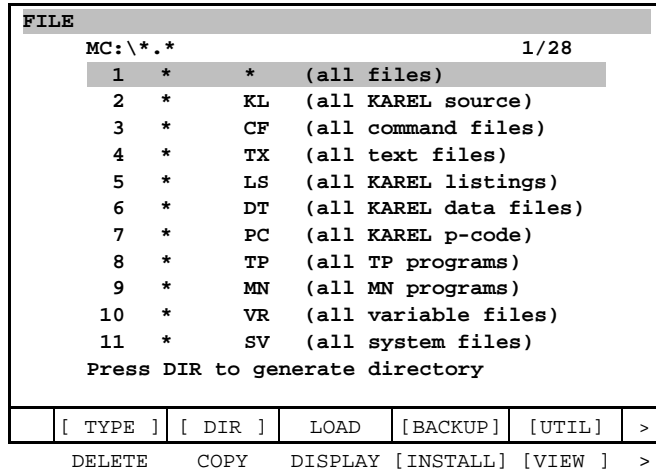 FILE
MC:\*.* 1/28
1 * * (all files)
2 * KL (all KAREL source)
3 * CF (all command files)
4 * TX (all text files)
5 * LS (all KAREL listings)
6 * DT (all KAREL data files)
7 * PC (all KAREL p-code)
8 * TP (all TP programs)
9 * MN (all MN programs)
10 * VR (all variable files)
11 * SV (all system files)
Press DIR to generate directory
[ TYPE ] [ DIR ] LOAD [BACKUP] [UTIL] >
DELETE COPY DISPLAY [INSTALL] [VIEW ] >